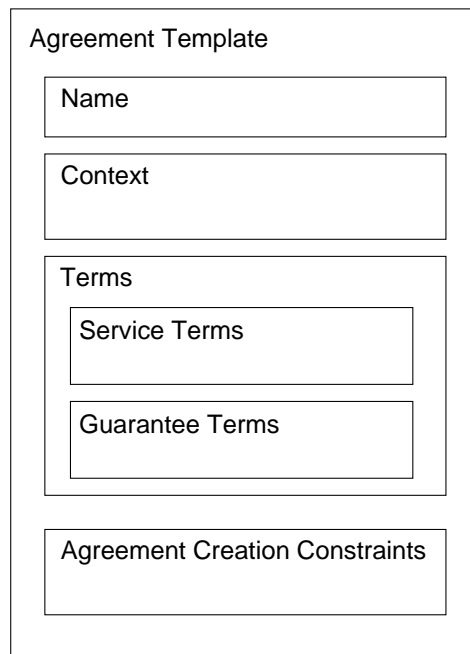 Agreement Template
Name
Context
Terms
Service Terms
Guarantee Terms
Agreement Creation Constraints